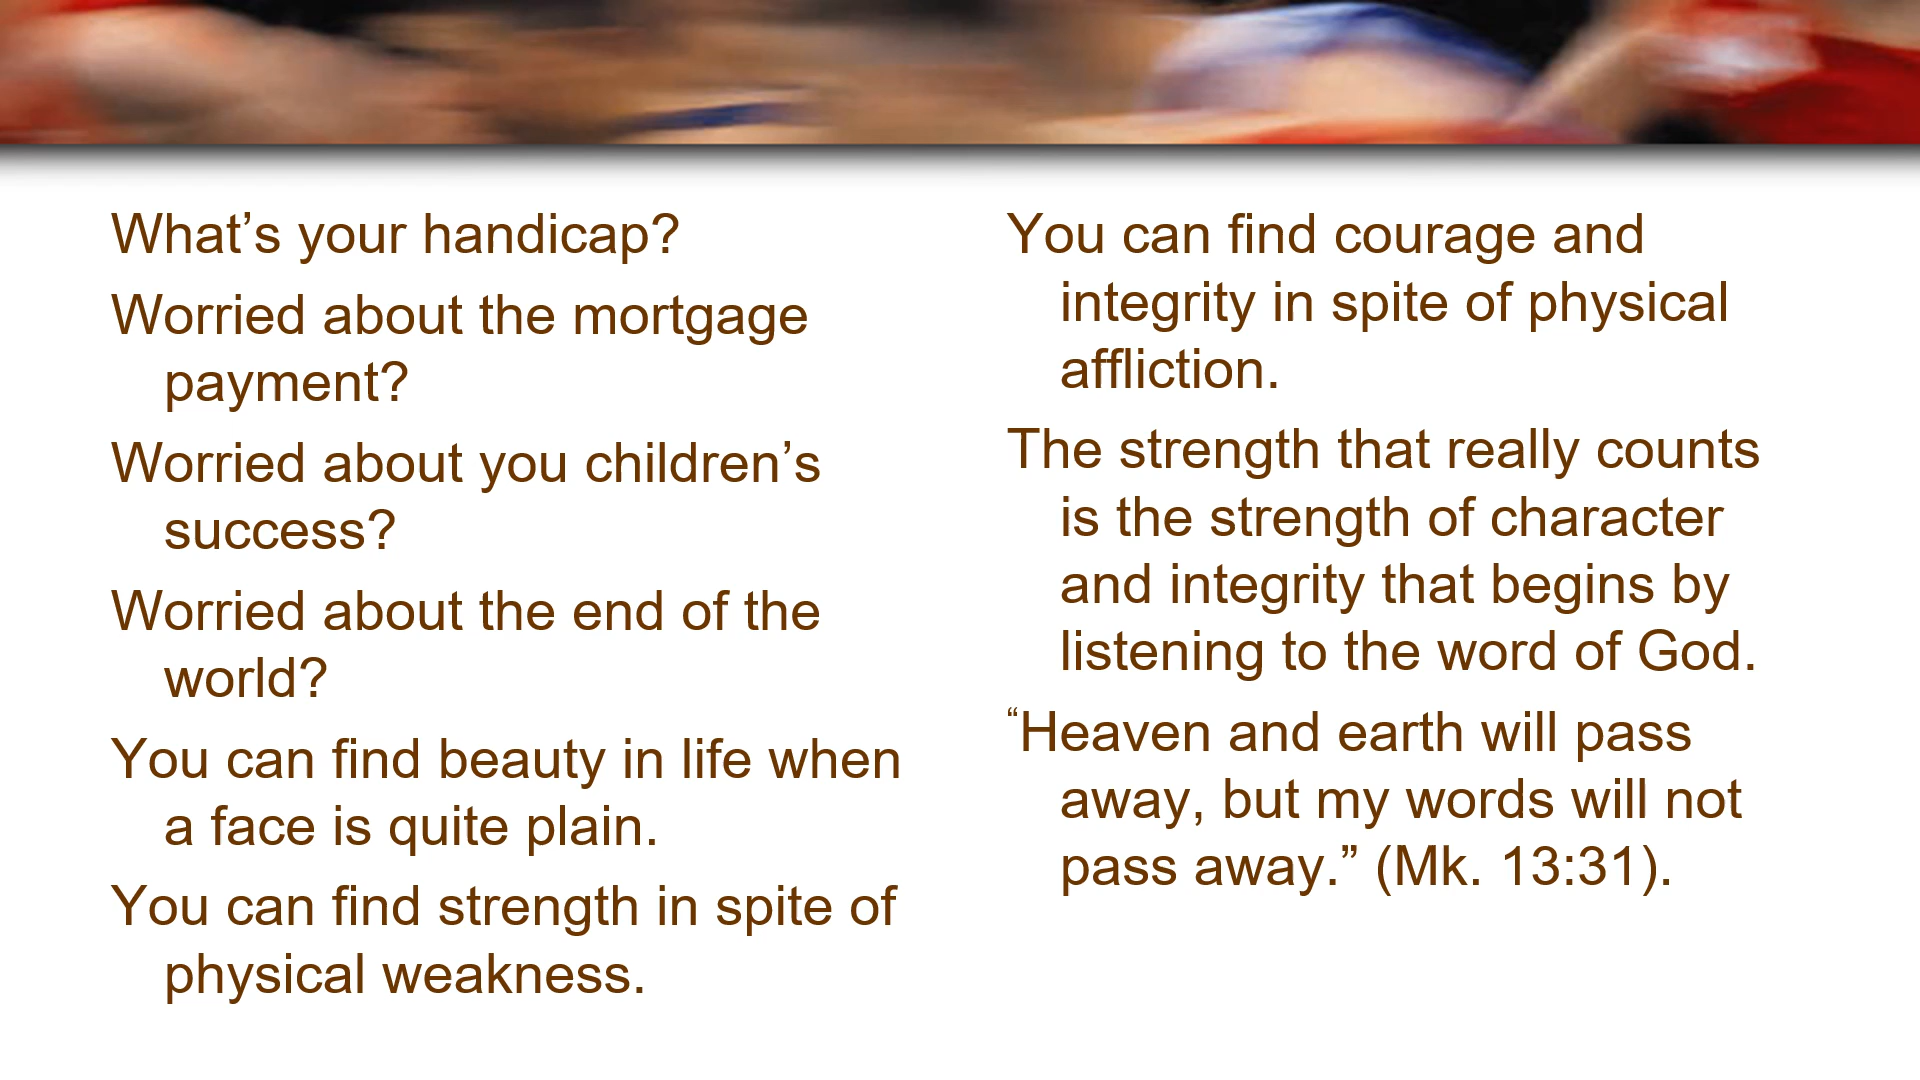 What’s your handicap?
Worried about the mortgage
payment?
Worried about you children’s
success?
Worried about the end of the
world?
You can find beauty in life when
a face is quite plain.
You can find strength in spite of
physical weakness.
You can find courage and
integrity in spite of physical
affliction.
The strength that really counts
is the strength of character
and integrity that begins by
listening to the word of God.
“Heaven and earth will pass
away, but my words will not
pass away.” (Mk. 13:31).